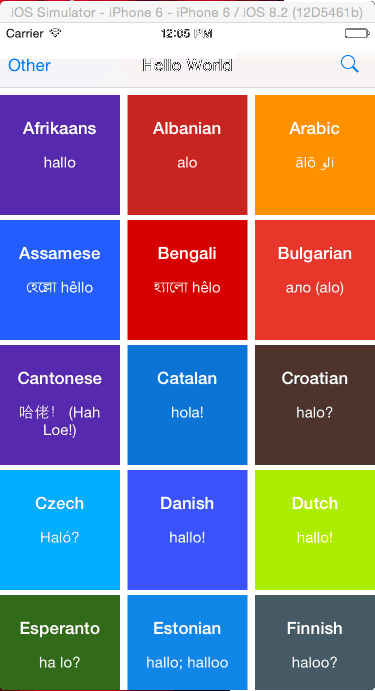 iOS Simulator - iPhone 6 - iPhone 6 / iOS 8.2 (12D5461b)
Carrier 12:05 PM
Other Hello World
Afrikaans Albanian Arabic
hallo alo ālō الو
Assamese Bengali Bulgarian
হেল্লো hêllo হ্যালো hêlo ало (alo)
Cantonese Catalan Croatian
哈佬！ (Hah hola! halo?
Loe!)
Czech Danish Dutch
Haló? hallo! hallo!
Esperanto Estonian Finnish
ha lo? hallo; halloo haloo?